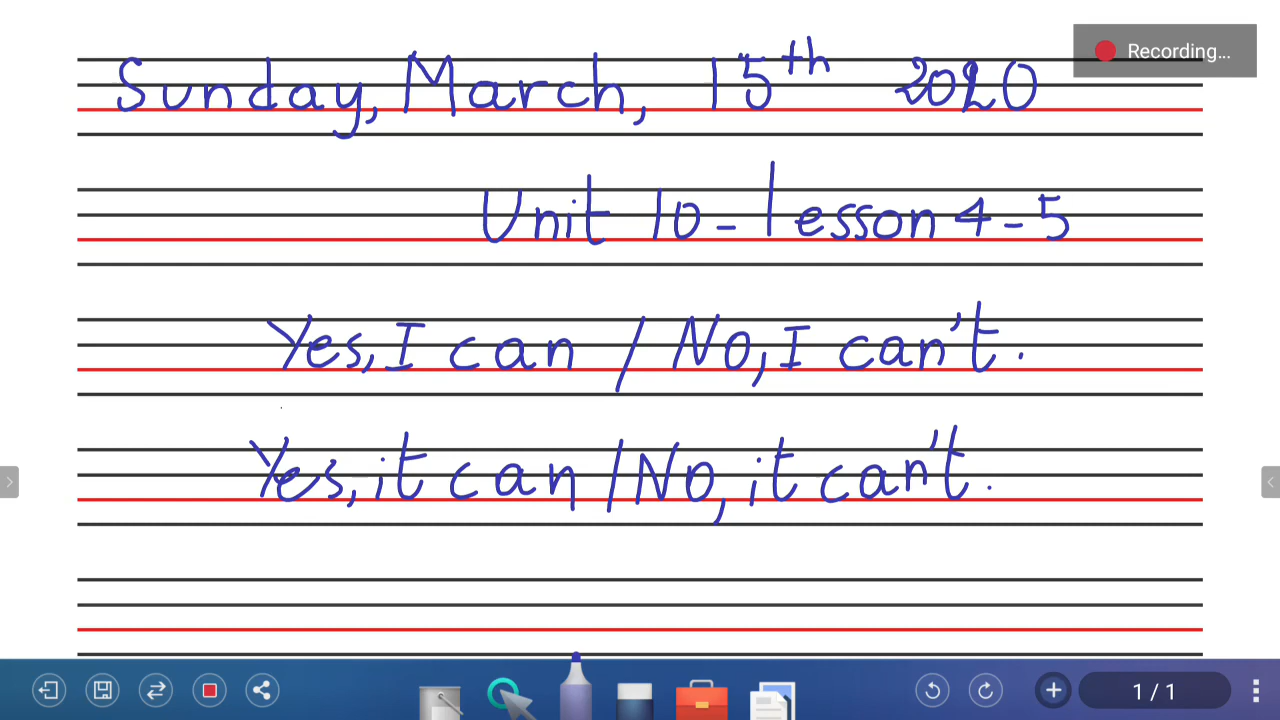 Recording...
Sunday, March, 15th 2020
Unit 10 - lesson 4 - 5
Yes, I can / No, I can't.
Yes, it can / No, it can't.
1 / 1